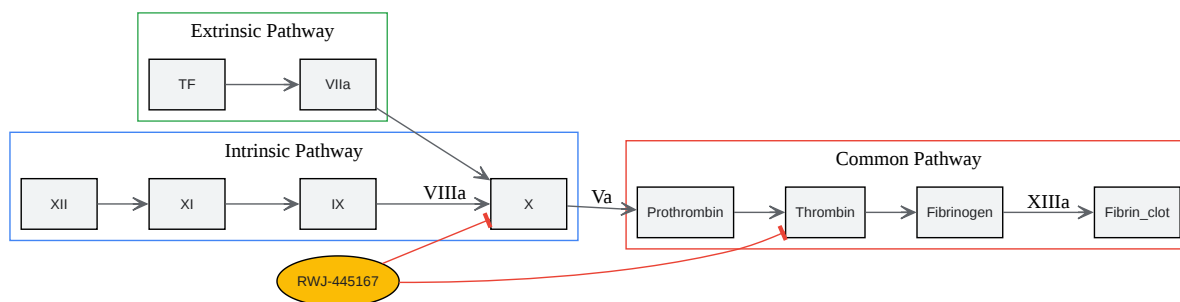 Extrinsic Pathway
TF
VIIa
Intrinsic Pathway
XII
XI
IX
VIIIa
X
Va
Common Pathway
Prothrombin
Thrombin
Fibrinogen
XIIIa
Fibrin_clot
RWJ-445167